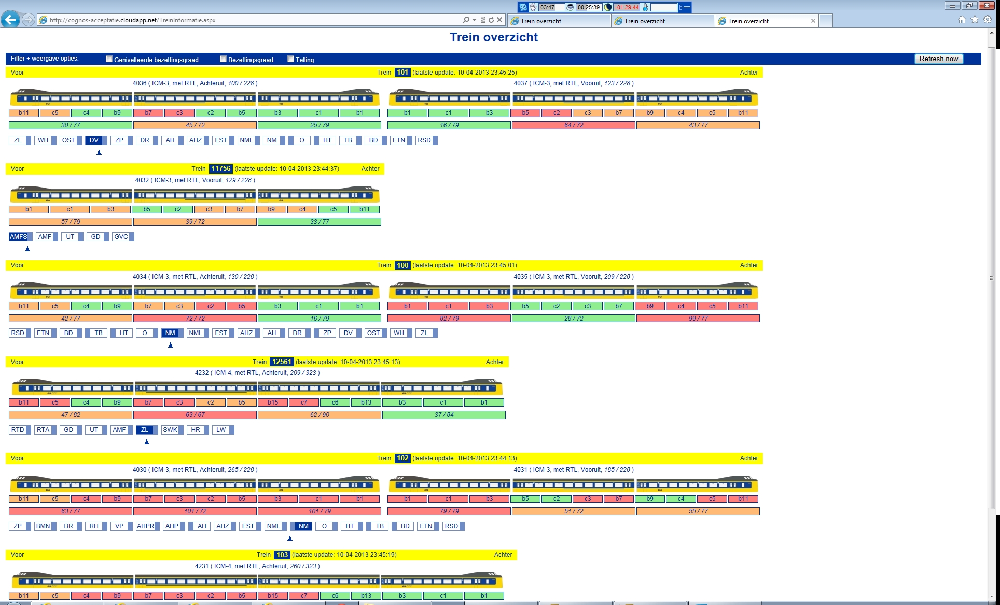 03:47 00:25:39 -01:29:44
http://cognos-acceptatie.cloudapp.net/TreinInformatie.aspx Trein overzicht Trein overzicht Trein overzicht
Trein overzicht
Filter + weergave opties: Genivelleerde bezettingsgraad Bezettingsgraad Telling Refresh now
Voor Trein 101 (laatste update: 10-04-2013 23:45:25) Achter
4036 ( ICM-3, met RTL, Achteruit, 100 / 228 ) 4037 ( ICM-3, met RTL, Vooruit, 123 / 228 )
b11 c5 c4 b9 b7 c3 c2 b5 b3 c1 b1 b1 c1 b3 b5 c2 c3 b7 b9 c4 c5 b11
30 / 77 45 / 72 25 / 79 16 / 79 64 / 72 43 / 77
ZL WH OST DV ZP DR AH AHZ EST NML NM O HT TB BD ETN RSD
Voor Trein 11756 (laatste update: 10-04-2013 23:44:37) Achter
4032 ( ICM-3, met RTL, Vooruit, 129 / 228 )
b1 c1 b3 b5 c2 c3 b7 b9 c4 c5 b11
57 / 79 39 / 72 33 / 77
AMFS AMF UT GD GVC
Voor Trein 100 (laatste update: 10-04-2013 23:45:01) Achter
4034 ( ICM-3, met RTL, Achteruit, 130 / 228 ) 4035 ( ICM-3, met RTL, Vooruit, 209 / 228 )
b11 c5 c4 b9 b7 c3 c2 b5 b3 c1 b1 b1 c1 b3 b5 c2 c3 b7 b9 c4 c5 b11
42 / 77 72 / 72 16 / 79 82 / 79 28 / 72 99 / 77
RSD ETN BD TB HT O NM NML EST AHZ AH DR ZP DV OST WH ZL
Voor Trein 12561 (laatste update: 10-04-2013 23:45:13) Achter
4232 ( ICM-4, met RTL, Achteruit, 209 / 323 )
b11 c5 c4 b9 b7 c3 c2 b5 b15 c7 c6 b13 b3 c1 b1
47 / 82 63 / 67 62 / 90 37 / 84
RTD RTA GD UT AMF ZL SWK HR LW
Voor Trein 102 (laatste update: 10-04-2013 23:44:13) Achter
4030 ( ICM-3, met RTL, Achteruit, 265 / 228 ) 4031 ( ICM-3, met RTL, Vooruit, 185 / 228 )
b11 c5 c4 b9 b7 c3 c2 b5 b3 c1 b1 b1 c1 b3 b5 c2 c3 b7 b9 c4 c5 b11
63 / 77 101 / 72 101 / 79 79 / 79 51 / 72 55 / 77
ZP BMN DR RH VP AHPR AHP AH AHZ EST NML NM O HT TB BD ETN RSD
Voor Trein 103 (laatste update: 10-04-2013 23:45:19) Achter
4231 ( ICM-4, met RTL, Achteruit, 260 / 323 )
b11 c5 c4 b9 b7 c3 c2 b5 b15 c7 c6 b13 b3 c1 b1